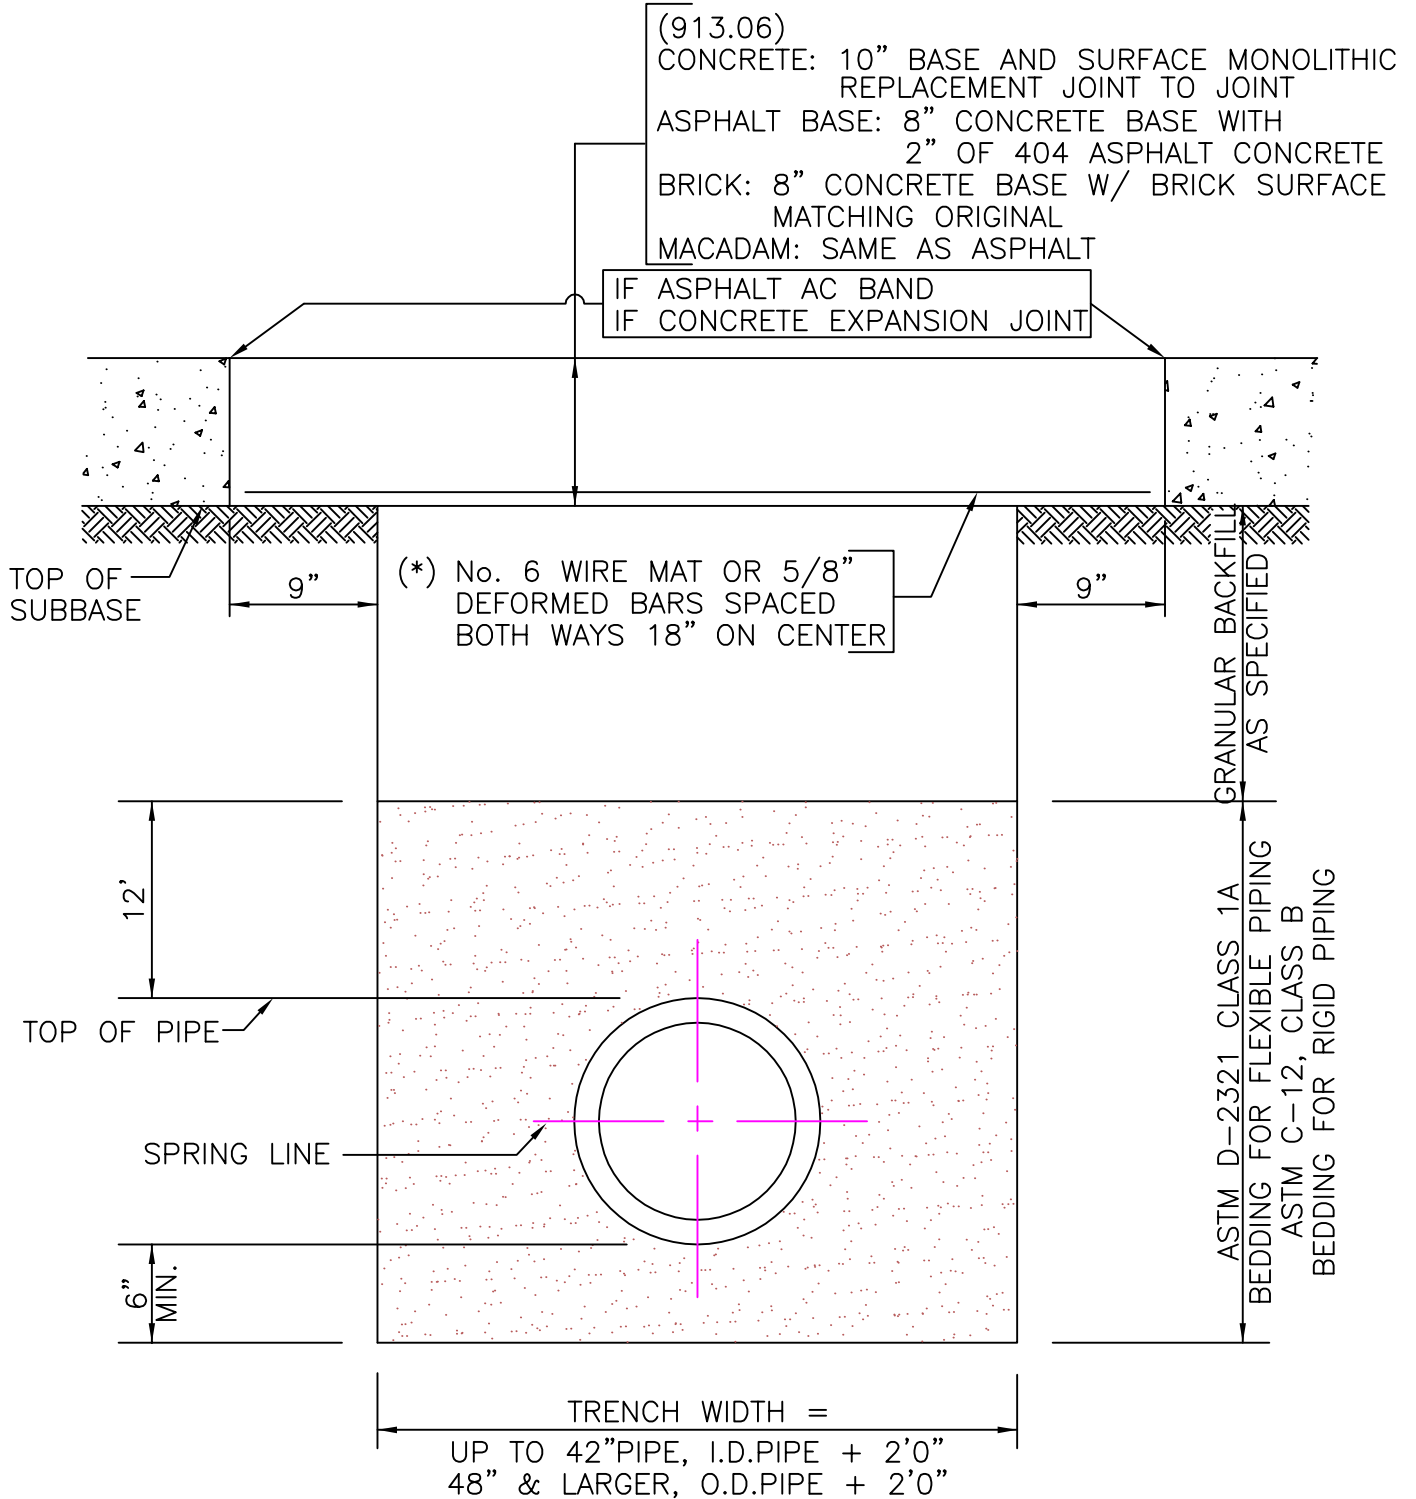 (913.06)
CONCRETE: 10” BASE AND SURFACE MONOLITHIC
REPLACEMENT JOINT TO JOINT
ASPHALT BASE: 8” CONCRETE BASE WITH
2” OF 404 ASPHALT CONCRETE
BRICK: 8” CONCRETE BASE W/ BRICK SURFACE
MATCHING ORIGINAL
MACADAM: SAME AS ASPHALT
IF ASPHALT AC BAND
IF CONCRETE EXPANSION JOINT
TOP OF
SUBBASE
9”
(*) No. 6 WIRE MAT OR 5/8”
DEFORMED BARS SPACED
BOTH WAYS 18” ON CENTER
9”
GRANULAR BACKFILL
AS SPECIFIED
12'
TOP OF PIPE
SPRING LINE
6”
MIN.
ASTM D-2321 CLASS 1A
BEDDING FOR FLEXIBLE PIPING
ASTM C-12, CLASS B
BEDDING FOR RIGID PIPING
TRENCH WIDTH =
UP TO 42”PIPE, I.D.PIPE + 2'0”
48” & LARGER, O.D.PIPE + 2'0”